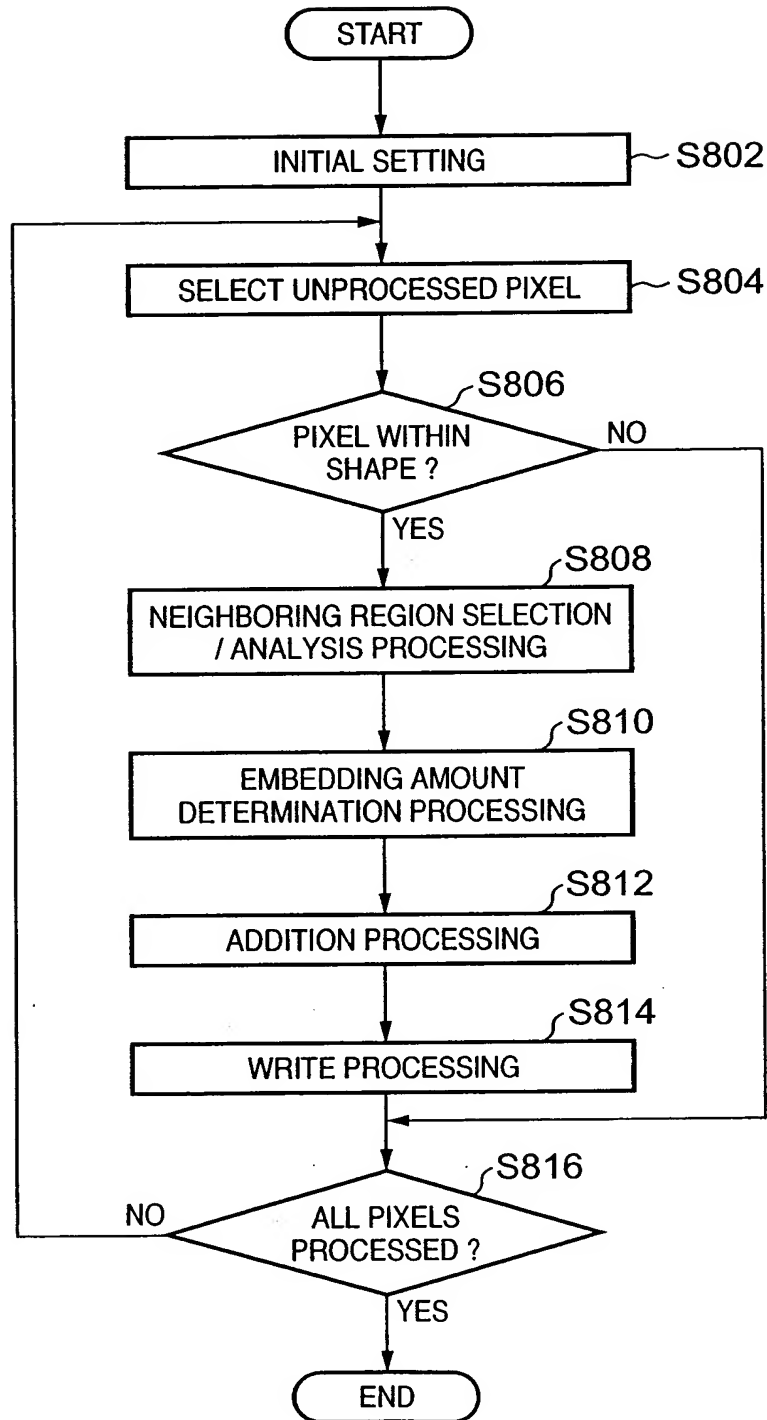 START
INITIAL SETTING
S802
SELECT UNPROCESSED PIXEL
S804
S806
PIXEL WITHIN
SHAPE ?
NO
YES
S808
NEIGHBORING REGION SELECTION
/ ANALYSIS PROCESSING
S810
EMBEDDING AMOUNT
DETERMINATION PROCESSING
S812
ADDITION PROCESSING
S814
WRITE PROCESSING
S816
NO
ALL PIXELS
PROCESSED ?
YES
END